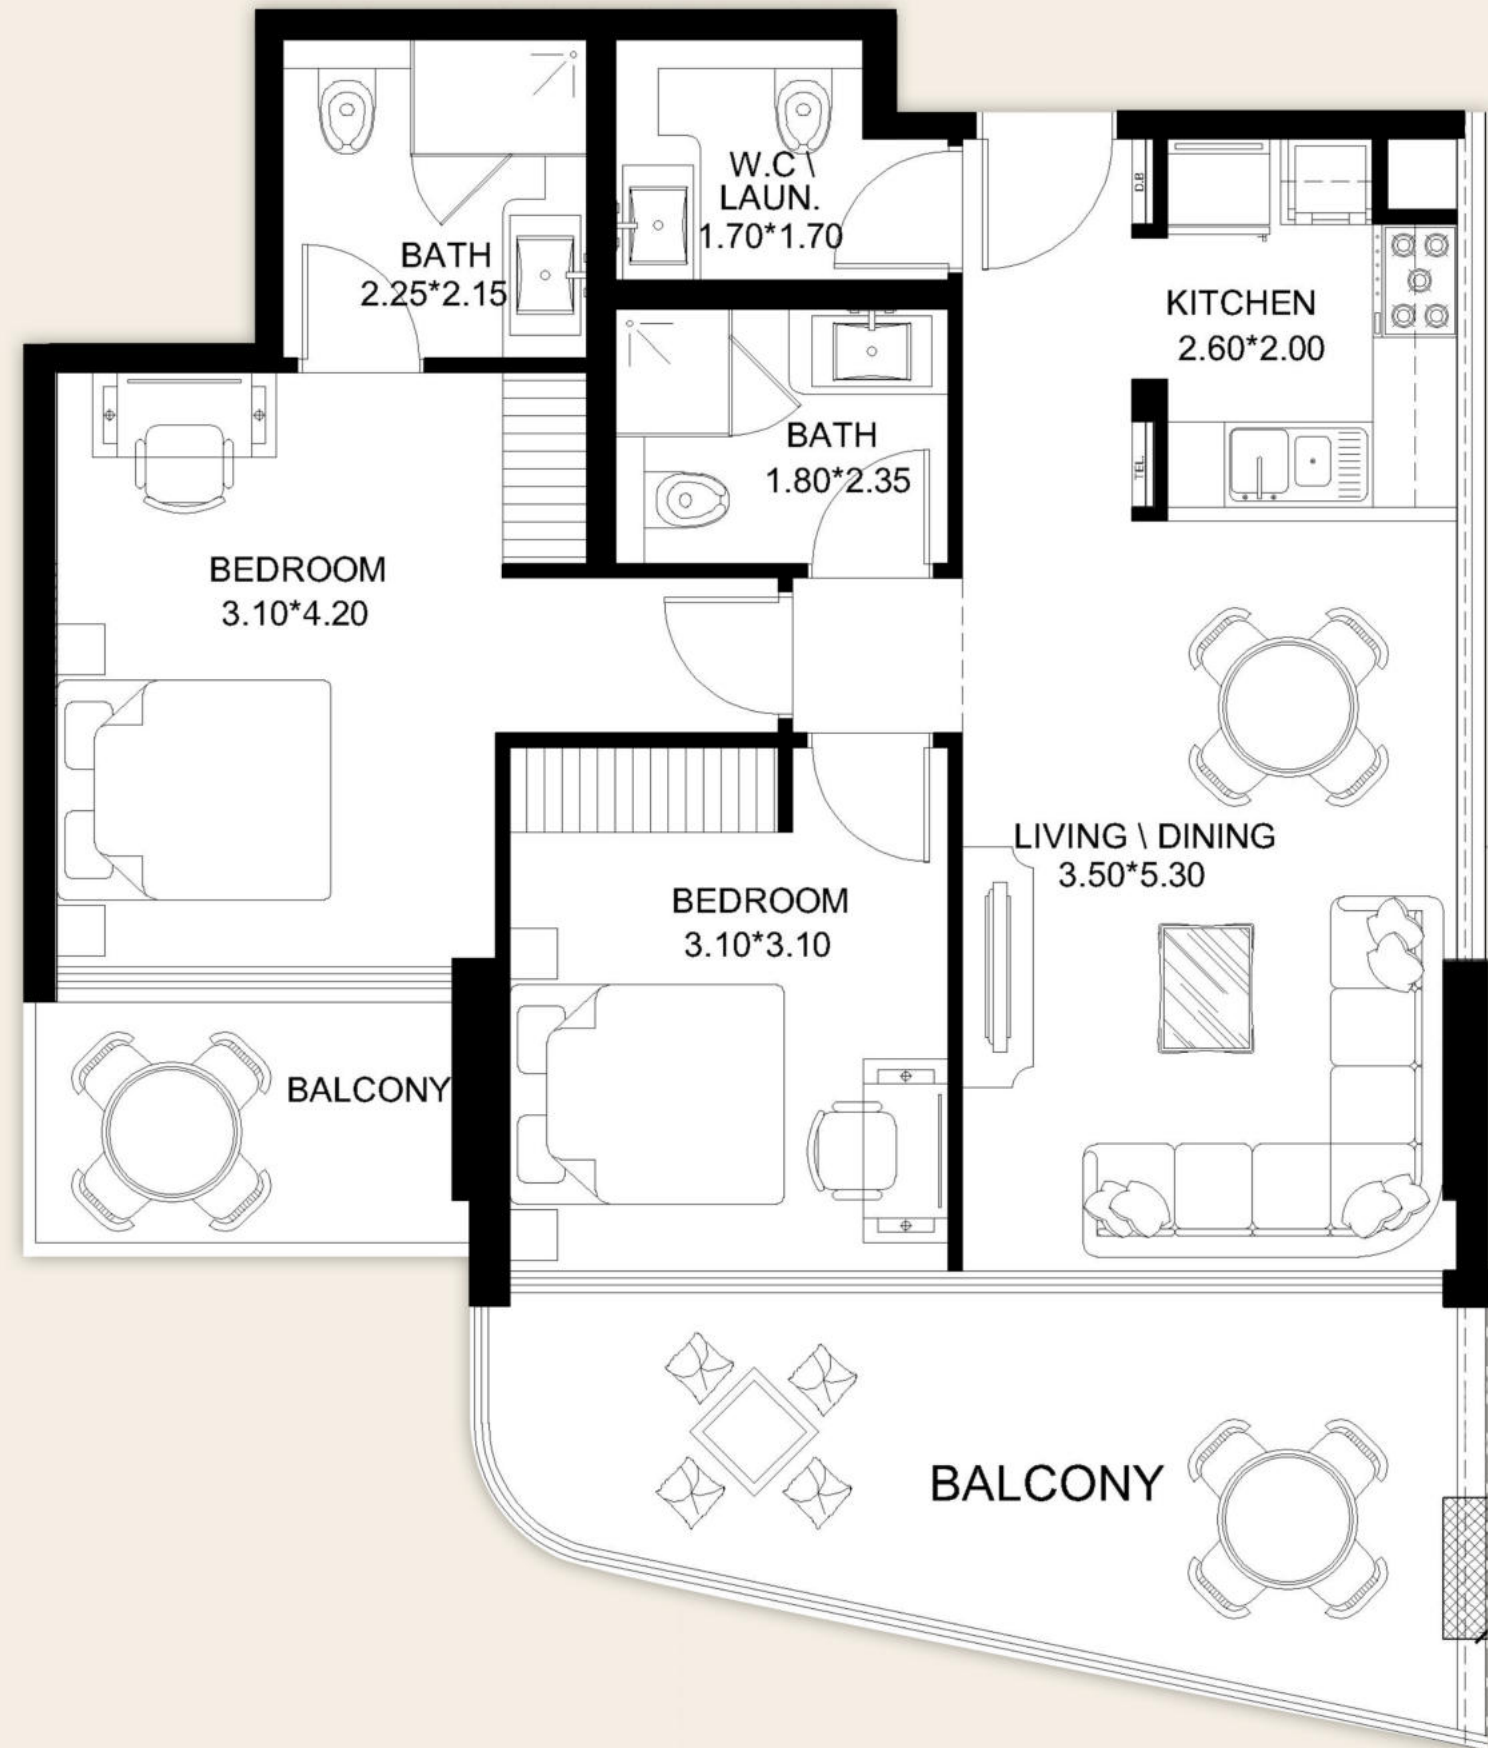 W.C \
LAUN.
1.70*1.70
D.B
BATH
2.25*2.15
KITCHEN
2.60*2.00
BATH
1.80*2.35
TEL.
BEDROOM
3.10*4.20
LIVING \ DINING
3.50*5.30
BEDROOM
3.10*3.10
BALCONY
BALCONY